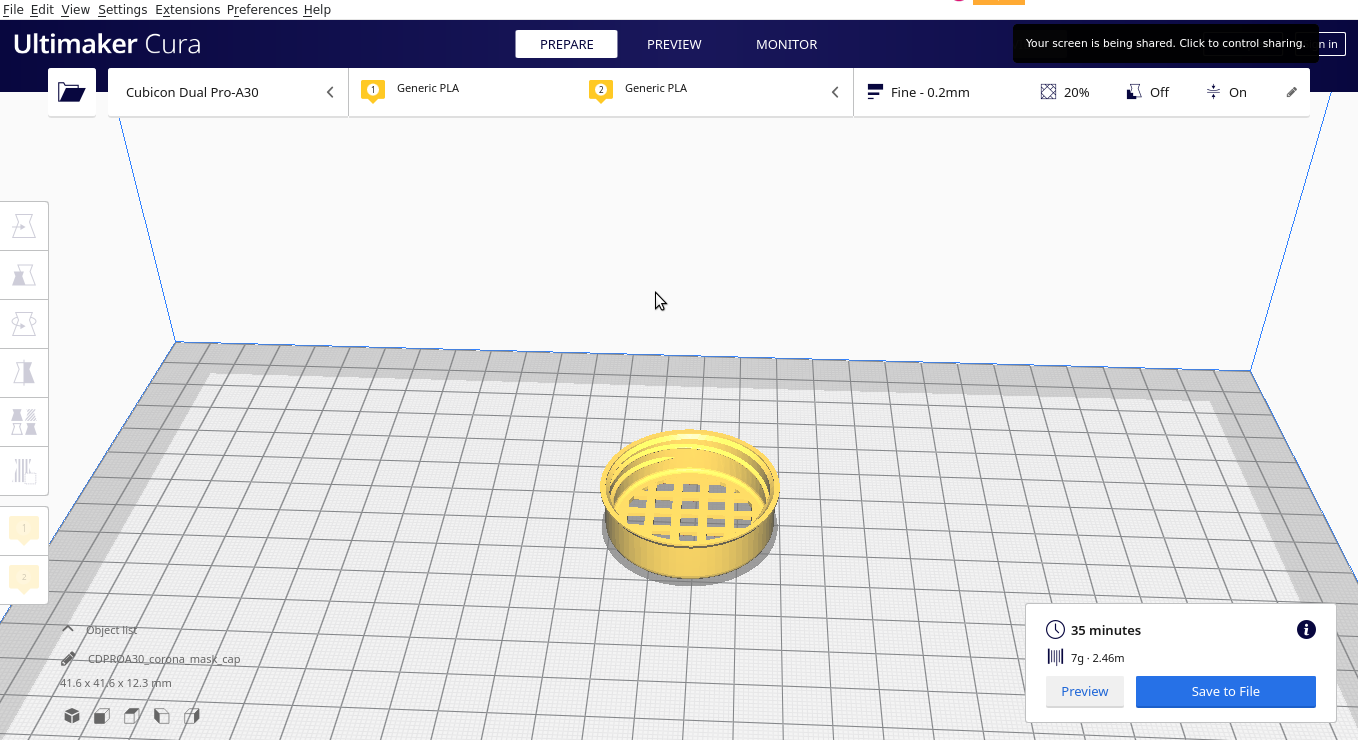 File Edit View Settings Extensions Preferences Help
Ultimaker Cura
PREPARE
PREVIEW
MONITOR
Your screen is being shared. Click to control sharing.
n in
Cubicon Dual Pro-A30
1
Generic PLA
2
Generic PLA
Fine - 0.2mm
20%
Off
On
1
2
Object list
CDPROA30_corona_mask_cap
41.6 x 41.6 x 12.3 mm
35 minutes
7g · 2.46m
Preview
Save to File